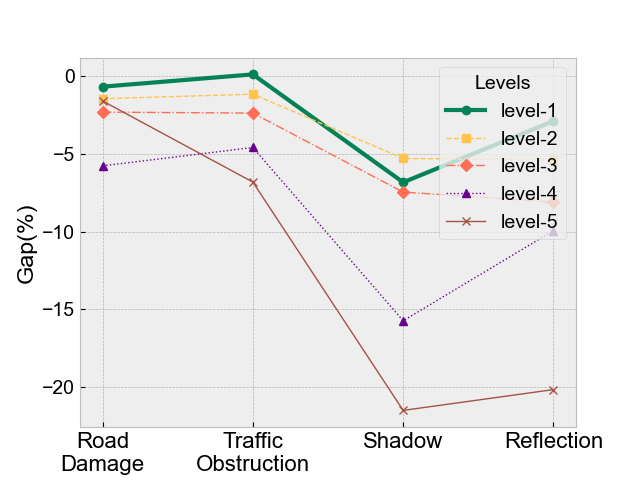 Levels
level-1
level-2
level-3
level-4
level-5
Gap(%)
0
−5
−10
−15
−20
Road
Damage
Traffic
Obstruction
Shadow
Reflection